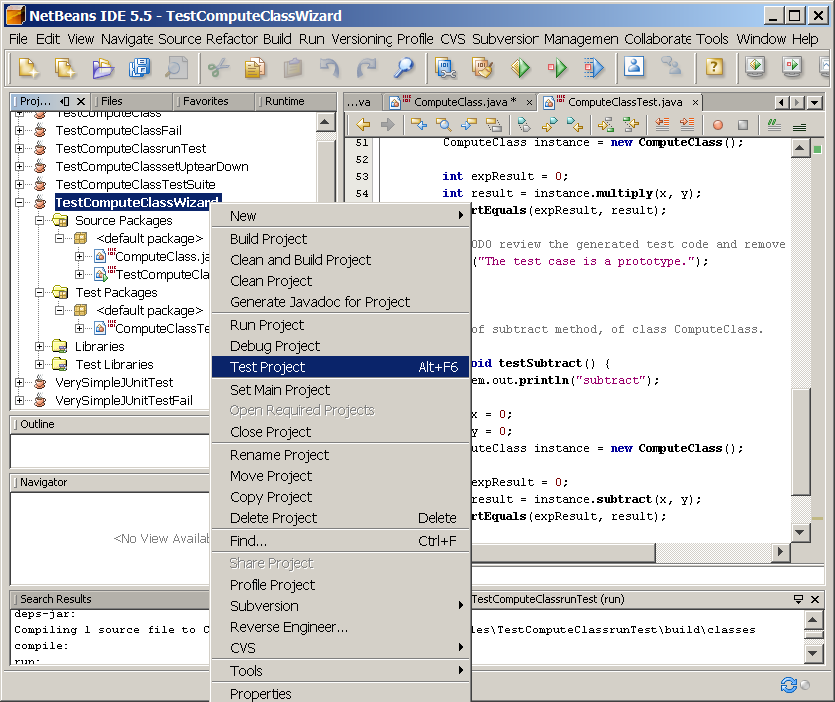 NetBeans IDE 5.5 - TestComputeClassWizard
File Edit View Navigate Source Refactor Build Run Versioning Profile CVS Subversion Managemen Collaborate Tools Window Help
Proj... Files Favorites Runtime
TestComputeClass
TestComputeClassFail
TestComputeClassrunTest
TestComputeClasssetUptearDown
TestComputeClassTestSuite
TestComputeClassWizard
Source Packages
<default package>
ComputeClass.ja
TestComputeCla
Test Packages
<default package>
ComputeClassTe
Libraries
Test Libraries
VerySimpleJUnitTest
VerySimpleJUnitTestFail
Outline
Navigator
<No View Availab
New
Build Project
Clean and Build Project
Clean Project
Generate Javadoc for Project
Run Project
Debug Project
Test Project Alt+F6
Set Main Project
Open Required Projects
Close Project
Rename Project
Move Project
Copy Project
Delete Project Delete
Find... Ctrl+F
Share Project
Profile Project
Subversion
Reverse Engineer...
CVS
Tools
Properties
...va ComputeClass.java * ComputeClassTest.java
51 ComputeClass instance = new ComputeClass();
52
53 int expResult = 0;
54 int result = instance.multiply(x, y);
rtEquals(expResult, result);
ODO review the generated test code and remove
("The test case is a prototype.");
of subtract method, of class ComputeClass.
oid testSubtract() {
em.out.println("subtract");
x = 0;
y = 0;
uteClass instance = new ComputeClass();
expResult = 0;
result = instance.subtract(x, y);
rtEquals(expResult, result);
Search Results
deps-jar:
Compiling 1 source file to C
compile:
run:
TestComputeClassrunTest (run)
les\TestComputeClassrunTest\build\classes